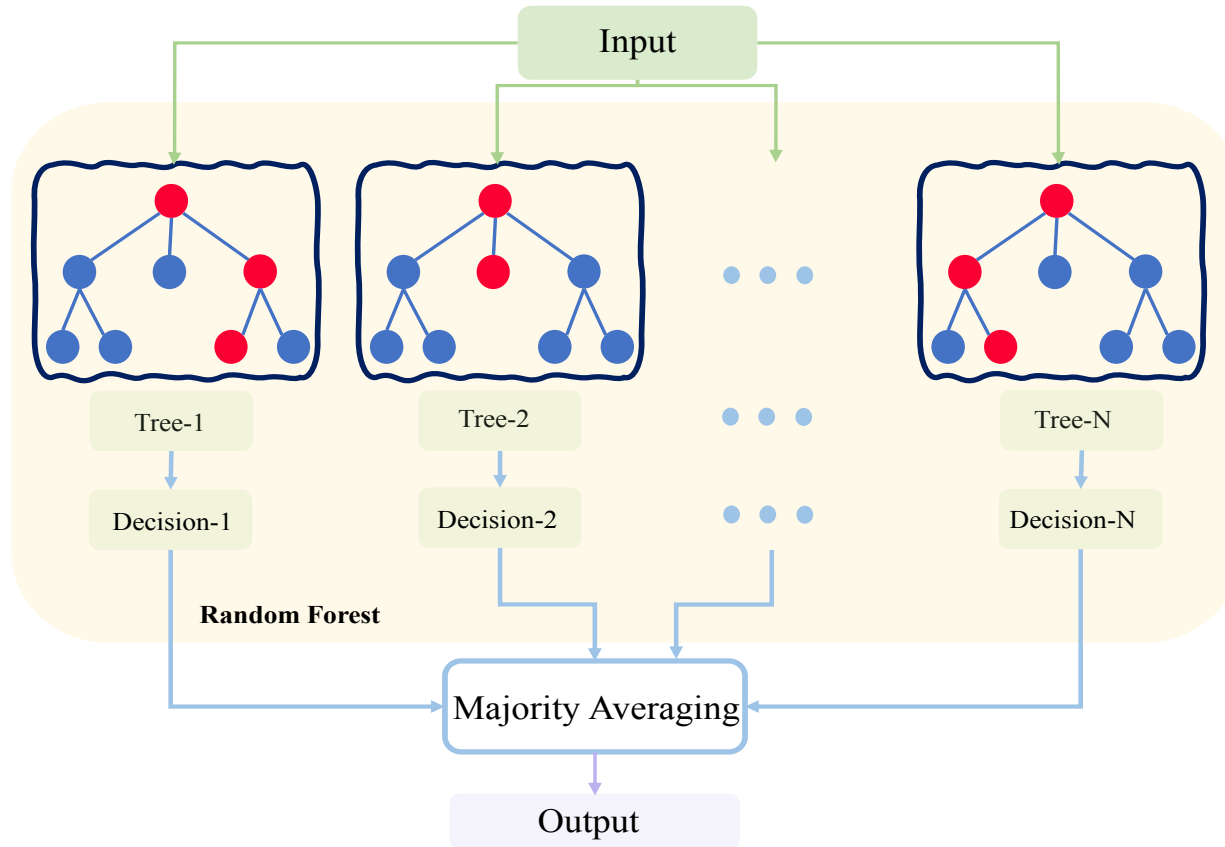 Input
Tree-1
Tree-2
Tree-N
Decision-1
Decision-2
Decision-N
Random Forest
Majority Averaging
Output